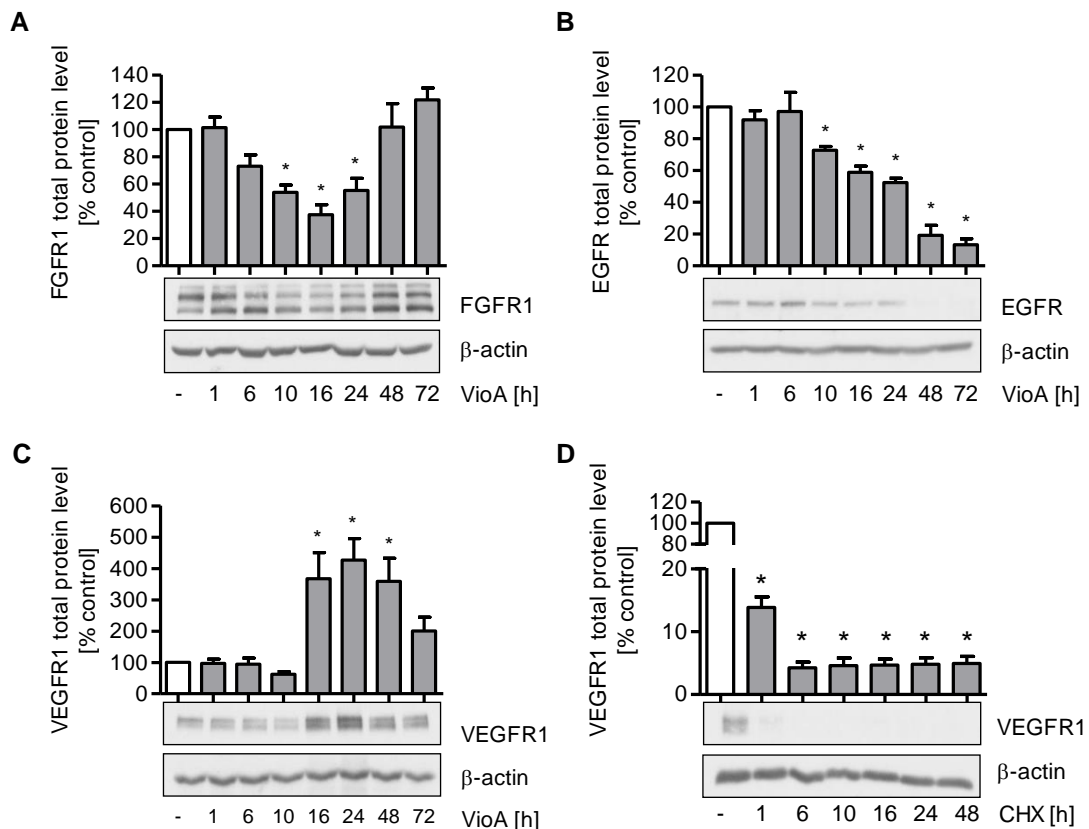 A
FGFR1 total protein level
[% control]
140
120
100
80
60
40
20
0
* * *
FGFR1
β-actin
- 1 6 10 16 24 48 72 VioA [h]
B
EGFR total protein level
[% control]
120
100
80
60
40
20
0
* * * * *
EGFR
β-actin
- 1 6 10 16 24 48 72 VioA [h]
C
VEGFR1 total protein level
[% control]
600
500
400
300
200
100
0
* * *
VEGFR1
β-actin
- 1 6 10 16 24 48 72 VioA [h]
D
VEGFR1 total protein level
[% control]
120
100
80
20
10
0
* * * * * *
VEGFR1
β-actin
- 1 6 10 16 24 48 CHX [h]